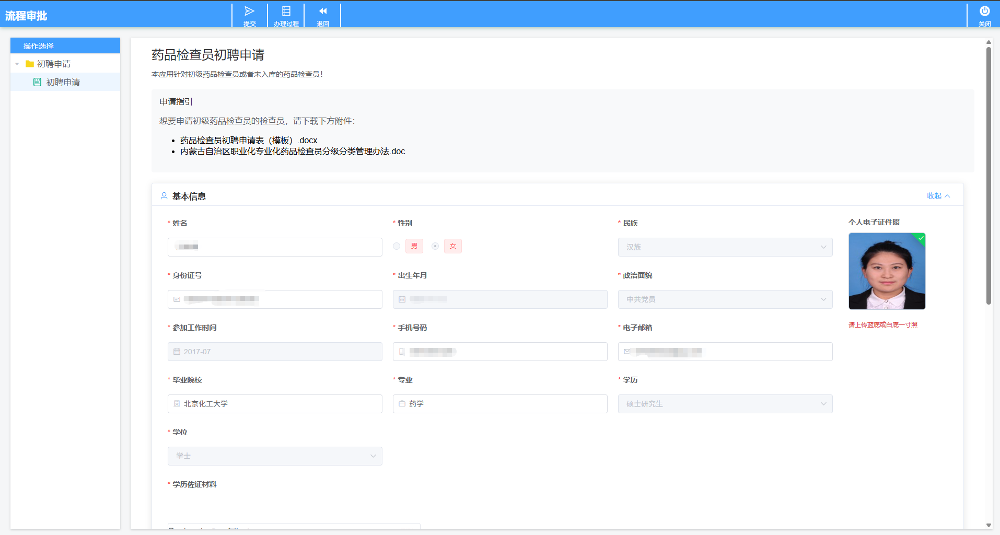 流程审批
提交
办理过程
退回
关闭
操作选择
初聘申请
初聘申请
药品检查员初聘申请
本应用针对初级药品检查员或者未入库的药品检查员！
申请指引
想要申请初级药品检查员的检查员，请下载下方附件：
药品检查员初聘申请表（模板）.docx
内蒙古自治区职业化专业化药品检查员分级分类管理办法.doc
基本信息
收起
* 姓名
* 性别
男
女
* 民族
汉族
个人电子证件照
请上传蓝底或白底一寸照
* 身份证号
* 出生年月
* 政治面貌
中共党员
* 参加工作时间
2017-07
* 手机号码
* 电子邮箱
* 毕业院校
北京化工大学
* 专业
药学
* 学历
硕士研究生
* 学位
学士
* 学历佐证材料